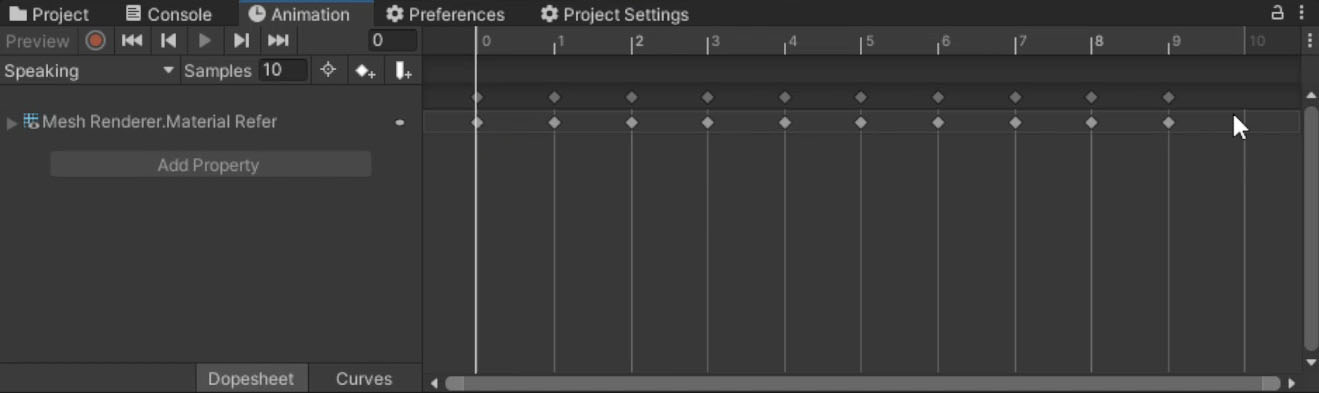 Project Console Animation Preferences Project Settings
Preview 0 0 1 2 3 4 5 6 7 8 9 10
Speaking Samples 10
Mesh Renderer.Material Refer
Add Property
Dopesheet Curves